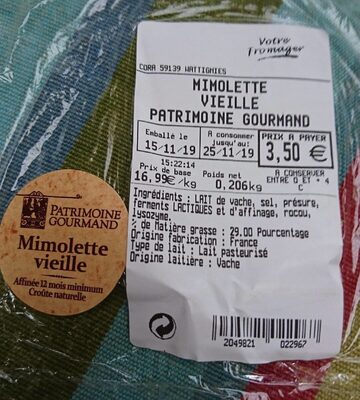 Votre
fromager
CORA 59139 WATTIGNIES
MIMOLETTE
VIEILLE
PATRIMOINE GOURMAND
Emballé le
15/11/19
A consommer
jusqu'au:
25/11/19
PRIX A PAYER
3,50 €
15:22:14
Prix de base
16,99€/kg
Poids net
0,206kg
A CONSERVER
ENTRE 0 ET + 4
C
Ingrédients : LAIT de vache, sel, présure,
ferments LACTIQUES et d'affinage, rocou,
lysozyme.
% de matière grasse : 29.00 Pourcentage
Origine fabrication : France
Type de lait : Lait pasteurisé
Origine laitière : Vache
2049821 022967
PATRIMOINE
GOURMAND
Mimolette
vieille
Affinée 12 mois minimum
Croûte naturelle